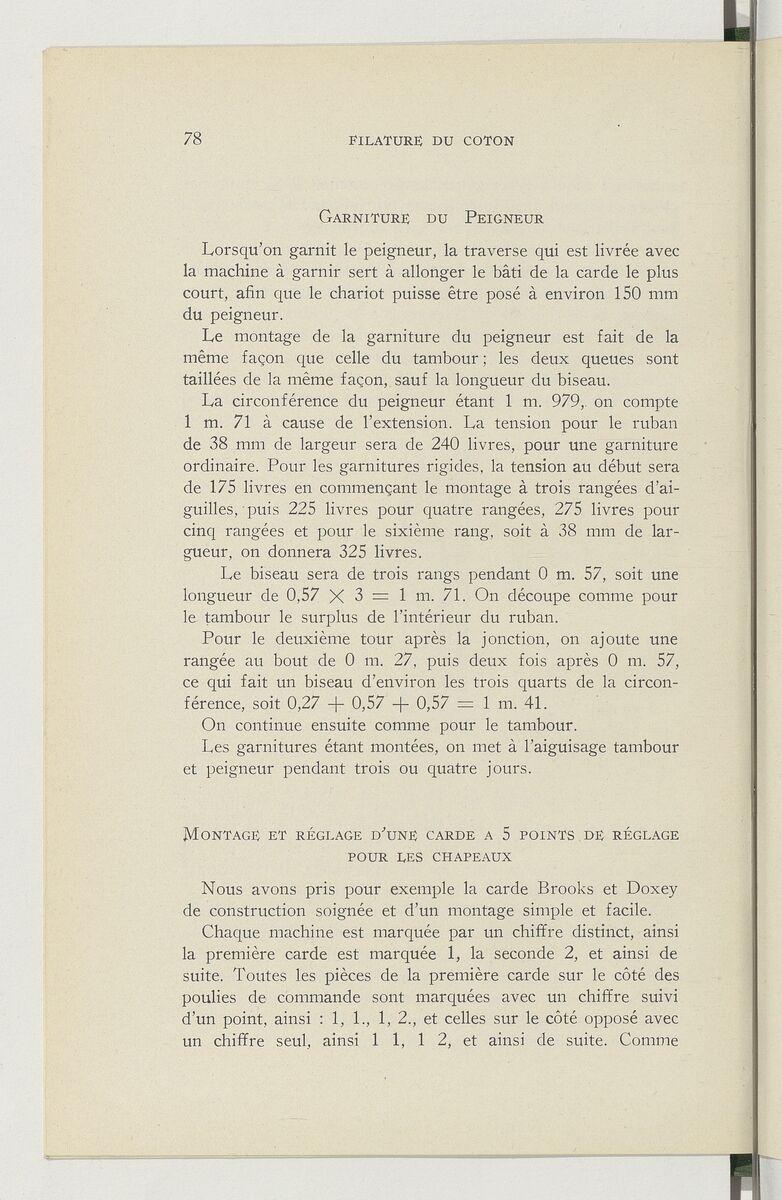 78
FILATURE DU COTON
GARNITURE DU PEIGNEUR
Lorsqu'on garnit le peigneur, la traverse qui est livrée avec
la machine à garnir sert à allonger le bâti de la carde le plus
court, afin que le chariot puisse être posé à environ 150 mm
du peigneur.
Le montage de la garniture du peigneur est fait de la
même façon que celle du tambour ; les deux queues sont
taillées de la même façon, sauf la longueur du biseau.
La circonférence du peigneur étant 1 m. 979, on compte
1 m. 71 à cause de l'extension. La tension pour le ruban
de 38 mm de largeur sera de 240 livres, pour une garniture
ordinaire. Pour les garnitures rigides, la tension au début sera
de 175 livres en commençant le montage à trois rangées d'ai-
guilles, puis 225 livres pour quatre rangées, 275 livres pour
cinq rangées et pour le sixième rang, soit à 38 mm de lar-
gueur, on donnera 325 livres.
Le biseau sera de trois rangs pendant 0 m. 57, soit une
longueur de 0,57 × 3 = 1 m. 71. On découpe comme pour
le tambour le surplus de l'intérieur du ruban.
Pour le deuxième tour après la jonction, on ajoute une
rangée au bout de 0 m. 27, puis deux fois après 0 m. 57,
ce qui fait un biseau d'environ les trois quarts de la circon-
férence, soit 0,27 + 0,57 + 0,57 = 1 m. 41.
On continue ensuite comme pour le tambour.
Les garnitures étant montées, on met à l'aiguisage tambour
et peigneur pendant trois ou quatre jours.
MONTAGE ET RÉGLAGE D'UNE CARDE A 5 POINTS DE RÉGLAGE
POUR LES CHAPEAUX
Nous avons pris pour exemple la carde Brooks et Doxey
de construction soignée et d'un montage simple et facile.
Chaque machine est marquée par un chiffre distinct, ainsi
la première carde est marquée 1, la seconde 2, et ainsi de
suite. Toutes les pièces de la première carde sur le côté des
poulies de commande sont marquées avec un chiffre suivi
d'un point, ainsi : 1, 1., 1, 2., et celles sur le côté opposé avec
un chiffre seul, ainsi 1 1, 1 2, et ainsi de suite. Comme